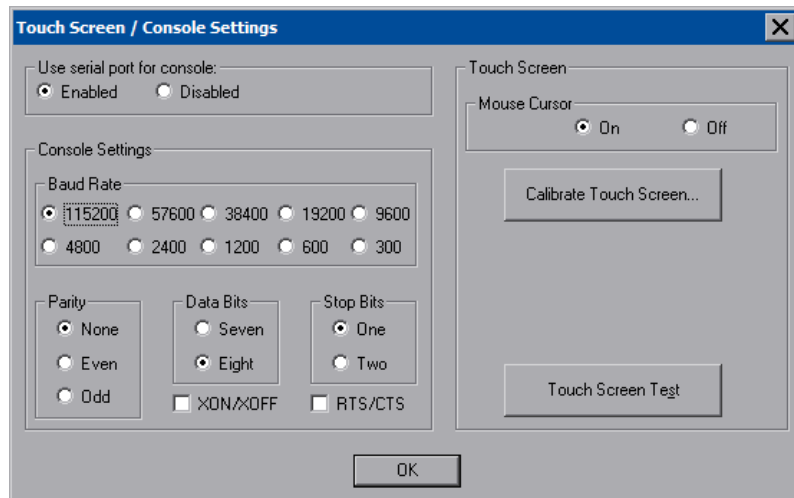 Touch Screen / Console Settings
Use serial port for console:
Enabled Disabled
Console Settings
Baud Rate
115200 57600 38400 19200 9600
4800 2400 1200 600 300
Parity
None
Even
Odd
Data Bits
Seven
Eight
Stop Bits
One
Two
XON/XOFF RTS/CTS
Touch Screen
Mouse Cursor
On Off
Calibrate Touch Screen...
Touch Screen Test
OK